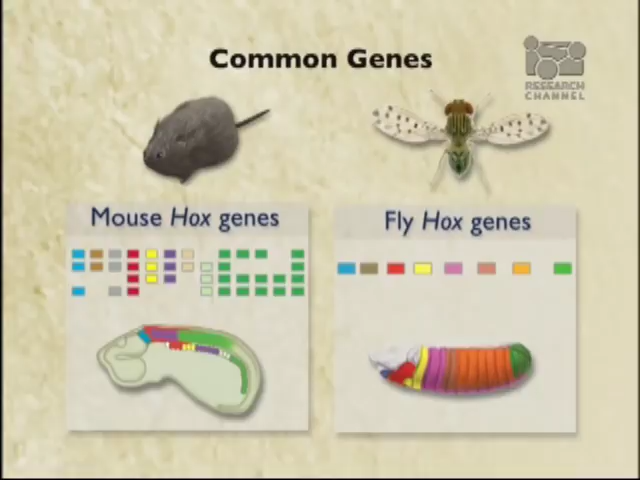 Common Genes
RESEARCH
CHANNEL
Mouse Hox genes
Fly Hox genes